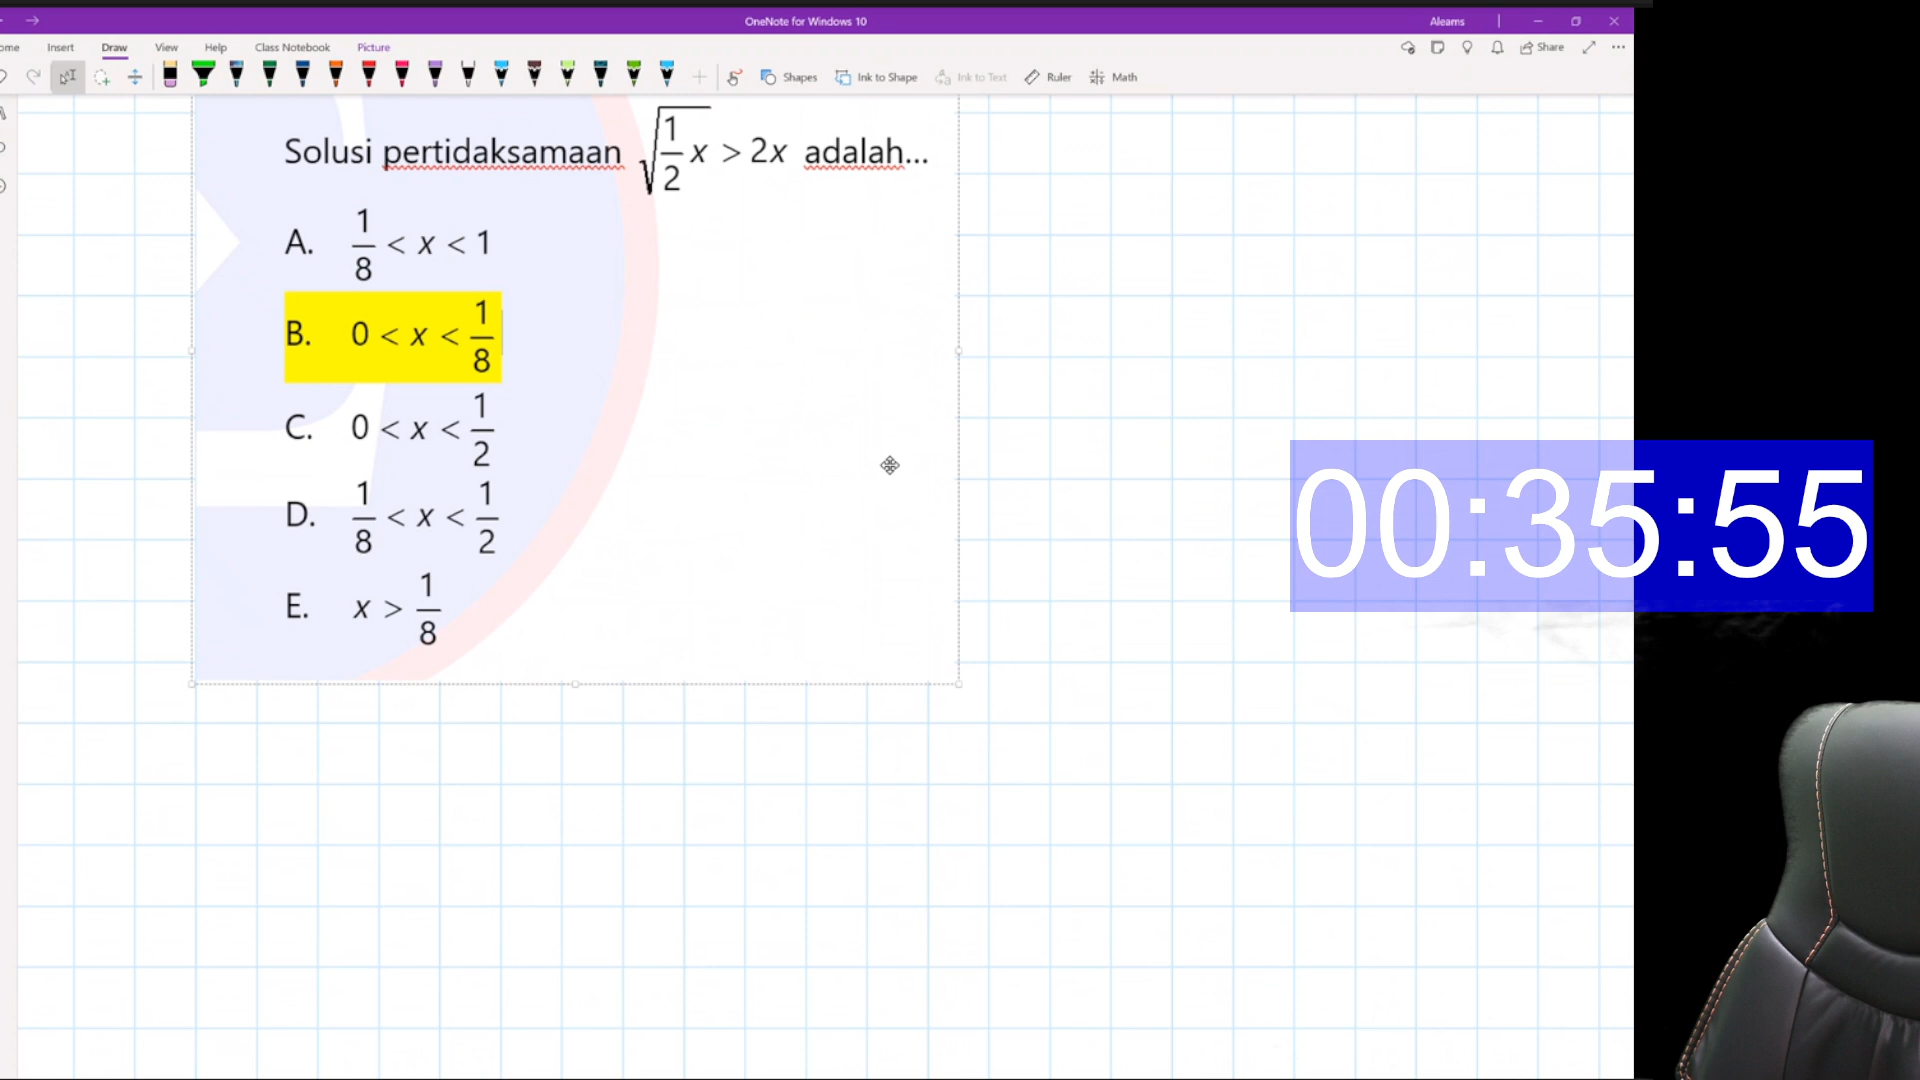 OneNote for Windows 10
Aleams
Insert Draw View Help Class Notebook Picture
Share
Shapes Ink to Shape Ink to Text Ruler Math
Solusi pertidaksamaan √(1/2 x) > 2x adalah...
A. 1/8 < x < 1
B. 0 < x < 1/8
C. 0 < x < 1/2
D. 1/8 < x < 1/2
E. x > 1/8
00:35:55